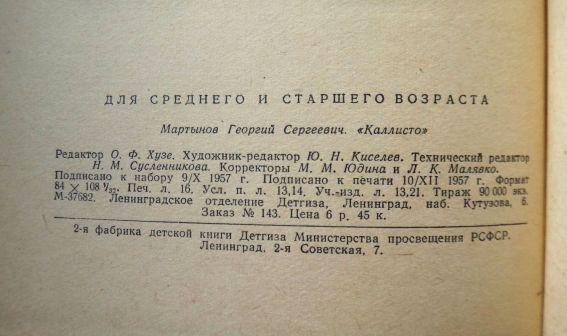 ДЛЯ СРЕДНЕГО И СТАРШЕГО ВОЗРАСТА
Мартынов Георгий Сергеевич. «Каллисто»
Редактор О. Ф. Хузе. Художник-редактор Ю. Н. Киселев. Технический редактор
Н. М. Сусленникова. Корректоры М. М. Юдина и Л. К. Малявко.
Подписано к набору 9/X 1957 г. Подписано к печати 10/XII 1957 г. Формат
84 × 108 1/32. Печ. л. 16. Усл. п. л. 13,14. Уч.-изд. л. 13,21. Тираж 90 000 экз.
М-37682. Ленинградское отделение Детгиза, Ленинград, наб. Кутузова, 6.
Заказ № 143. Цена 6 р. 45 к.
2-я фабрика детской книги Детгиза Министерства просвещения РСФСР.
Ленинград, 2-я Советская, 7.